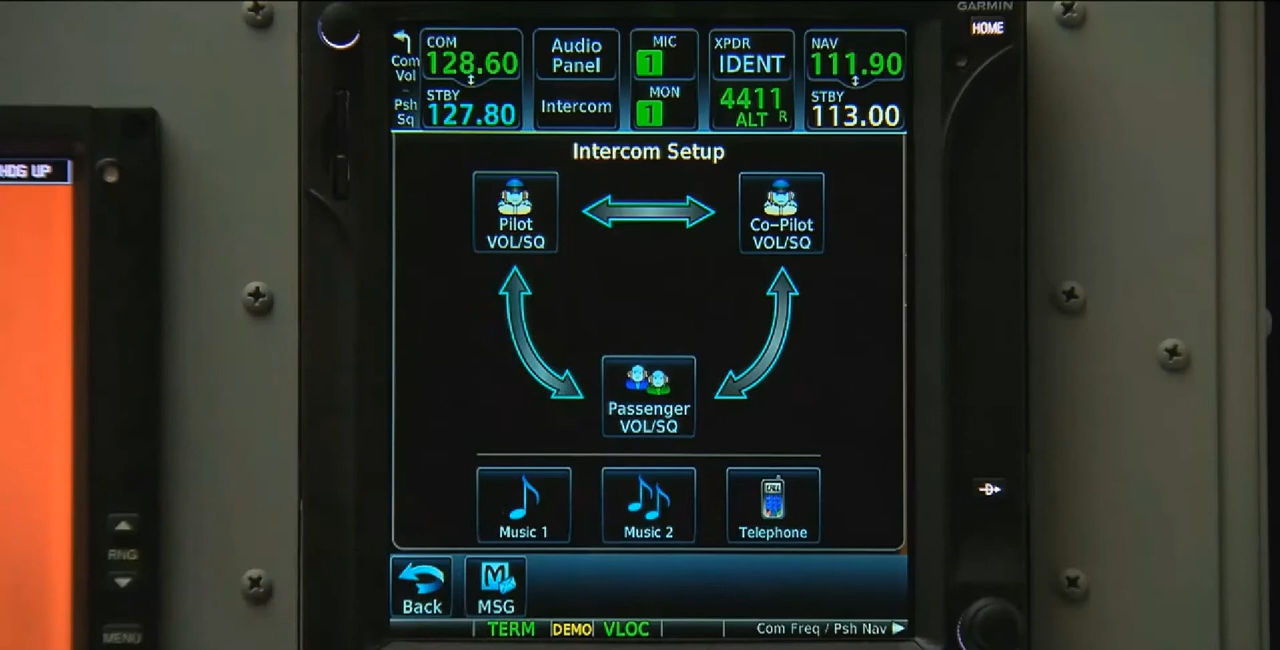 GARMIN
HOME
COM
128.60
Audio
Panel
MIC
1
XPDR
IDENT
NAV
111.90
Com
Vol
-
Psh
Sq
STBY
127.80
Intercom
MON
1
4411
ALT R
STBY
113.00
HDG UP
Intercom Setup
Pilot
VOL/SQ
Co-Pilot
VOL/SQ
Passenger
VOL/SQ
Music 1
Music 2
Telephone
D
RNG
MENU
Back
M
MSG
TERM DEMO VLOC
Com Freq / Psh Nav